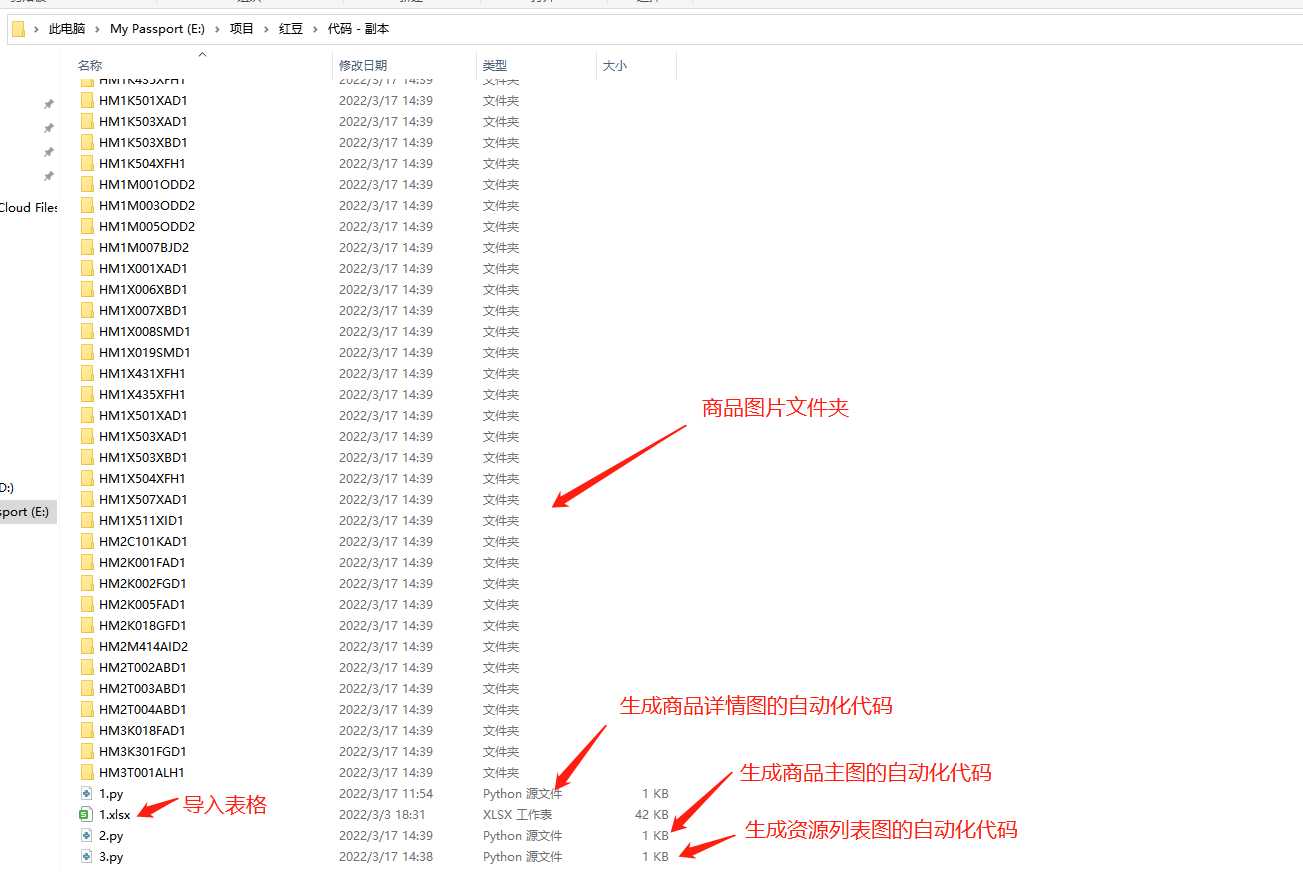 此电脑 > My Passport (E:) > 项目 > 红豆 > 代码 - 副本
名称 修改日期 类型 大小
HM1K435XFH1 2022/3/17 14:39 文件夹
HM1K501XAD1 2022/3/17 14:39 文件夹
HM1K503XAD1 2022/3/17 14:39 文件夹
HM1K503XBD1 2022/3/17 14:39 文件夹
HM1K504XFH1 2022/3/17 14:39 文件夹
HM1M001ODD2 2022/3/17 14:39 文件夹
Cloud Files
HM1M003ODD2 2022/3/17 14:39 文件夹
HM1M005ODD2 2022/3/17 14:39 文件夹
HM1M007BJD2 2022/3/17 14:39 文件夹
HM1X001XAD1 2022/3/17 14:39 文件夹
HM1X006XBD1 2022/3/17 14:39 文件夹
HM1X007XBD1 2022/3/17 14:39 文件夹
HM1X008SMD1 2022/3/17 14:39 文件夹
HM1X019SMD1 2022/3/17 14:39 文件夹
HM1X431XFH1 2022/3/17 14:39 文件夹
HM1X435XFH1 2022/3/17 14:39 文件夹
商品图片文件夹
HM1X501XAD1 2022/3/17 14:39 文件夹
HM1X503XAD1 2022/3/17 14:39 文件夹
HM1X503XBD1 2022/3/17 14:39 文件夹
HM1X504XFH1 2022/3/17 14:39 文件夹
D:)
HM1X507XAD1 2022/3/17 14:39 文件夹
sport (E:)
HM1X511XID1 2022/3/17 14:39 文件夹
HM2C101KAD1 2022/3/17 14:39 文件夹
HM2K001FAD1 2022/3/17 14:39 文件夹
HM2K002FGD1 2022/3/17 14:39 文件夹
HM2K005FAD1 2022/3/17 14:39 文件夹
HM2K018GFD1 2022/3/17 14:39 文件夹
HM2M414AID2 2022/3/17 14:39 文件夹
HM2T002ABD1 2022/3/17 14:39 文件夹
HM2T003ABD1 2022/3/17 14:39 文件夹
HM2T004ABD1 2022/3/17 14:39 文件夹
生成商品详情图的自动化代码
HM3K018FAD1 2022/3/17 14:39 文件夹
HM3K301FGD1 2022/3/17 14:39 文件夹
HM3T001ALH1 2022/3/17 14:39 文件夹
生成商品主图的自动化代码
1.py 2022/3/17 11:54 Python 源文件 1 KB
导入表格
1.xlsx 2022/3/3 18:31 XLSX 工作表 42 KB
2.py 2022/3/17 14:39 Python 源文件 1 KB
生成资源列表图的自动化代码
3.py 2022/3/17 14:38 Python 源文件 1 KB